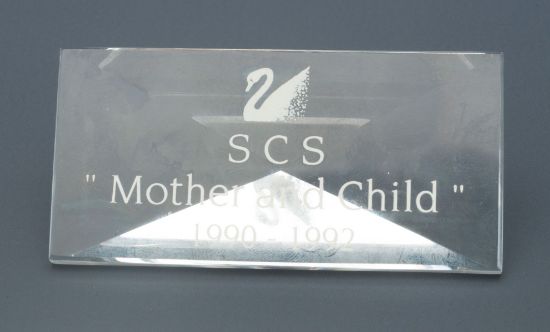 SCS
" Mother and Child "
1990 - 1992